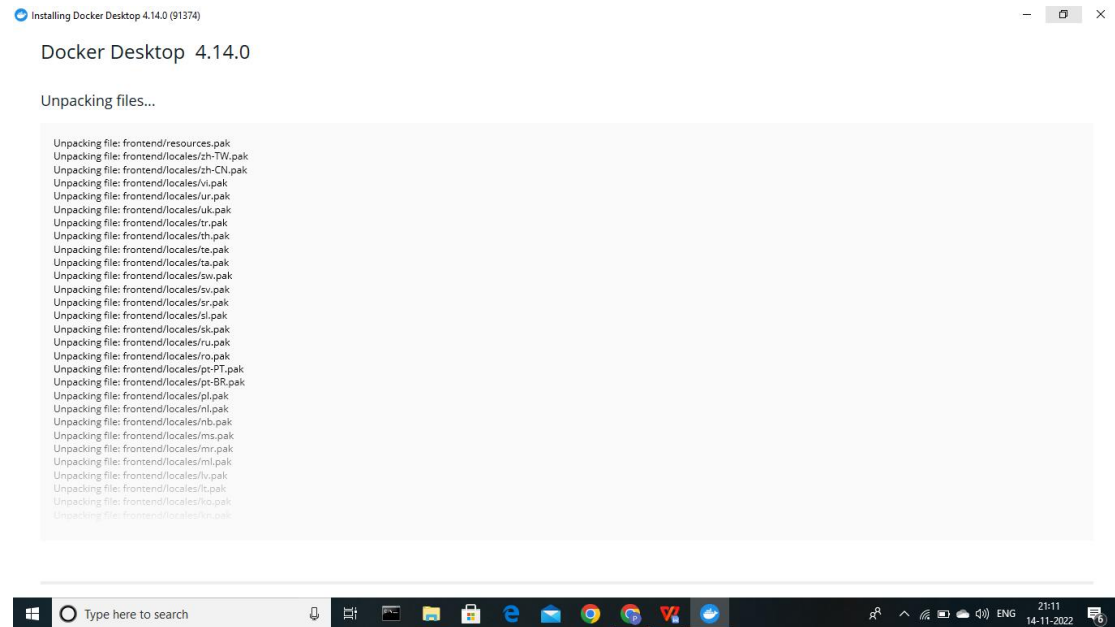 Installing Docker Desktop 4.14.0 (91374)
Docker Desktop 4.14.0
Unpacking files...
Unpacking file: frontend/resources.pak
Unpacking file: frontend/locales/zh-TW.pak
Unpacking file: frontend/locales/zh-CN.pak
Unpacking file: frontend/locales/vi.pak
Unpacking file: frontend/locales/ur.pak
Unpacking file: frontend/locales/uk.pak
Unpacking file: frontend/locales/tr.pak
Unpacking file: frontend/locales/th.pak
Unpacking file: frontend/locales/te.pak
Unpacking file: frontend/locales/ta.pak
Unpacking file: frontend/locales/sw.pak
Unpacking file: frontend/locales/sv.pak
Unpacking file: frontend/locales/sr.pak
Unpacking file: frontend/locales/sl.pak
Unpacking file: frontend/locales/sk.pak
Unpacking file: frontend/locales/ru.pak
Unpacking file: frontend/locales/ro.pak
Unpacking file: frontend/locales/pt-PT.pak
Unpacking file: frontend/locales/pt-BR.pak
Unpacking file: frontend/locales/pl.pak
Unpacking file: frontend/locales/nl.pak
Unpacking file: frontend/locales/nb.pak
Unpacking file: frontend/locales/ms.pak
Unpacking file: frontend/locales/mr.pak
Unpacking file: frontend/locales/ml.pak
Unpacking file: frontend/locales/lv.pak
Unpacking file: frontend/locales/lt.pak
Unpacking file: frontend/locales/ko.pak
Unpacking file: frontend/locales/kn.pak
Type here to search
ENG
21:11
14-11-2022
6